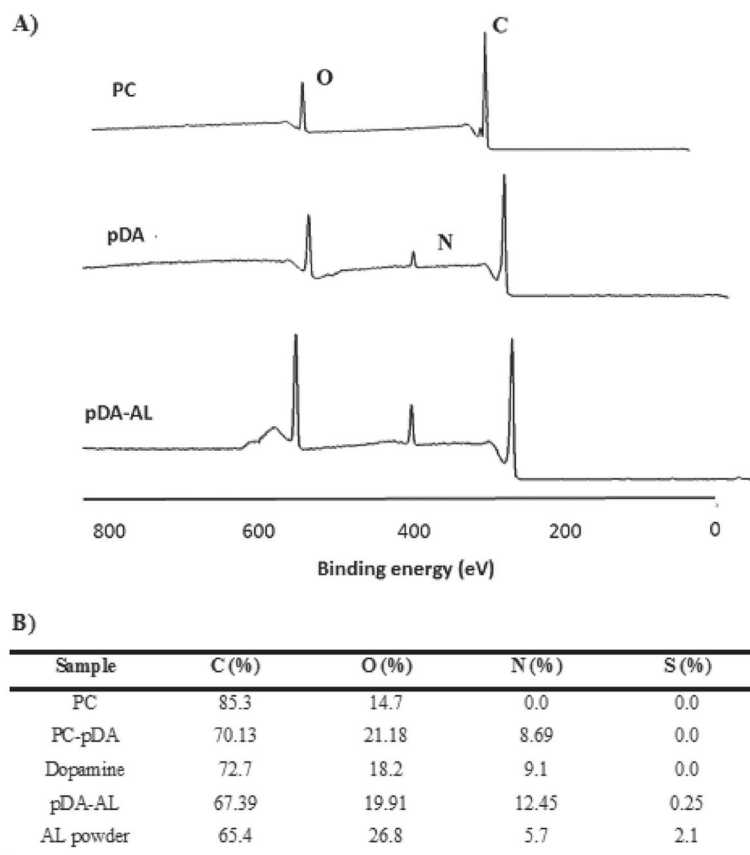 A)
C
O
PC
pDA
N
pDA-AL
800 600 400 200 0
Binding energy (eV)
B)
Sample C (%) O (%) N (%) S (%)
PC 85.3 14.7 0.0 0.0
PC-pDA 70.13 21.18 8.69 0.0
Dopamine 72.7 18.2 9.1 0.0
pDA-AL 67.39 19.91 12.45 0.25
AL powder 65.4 26.8 5.7 2.1